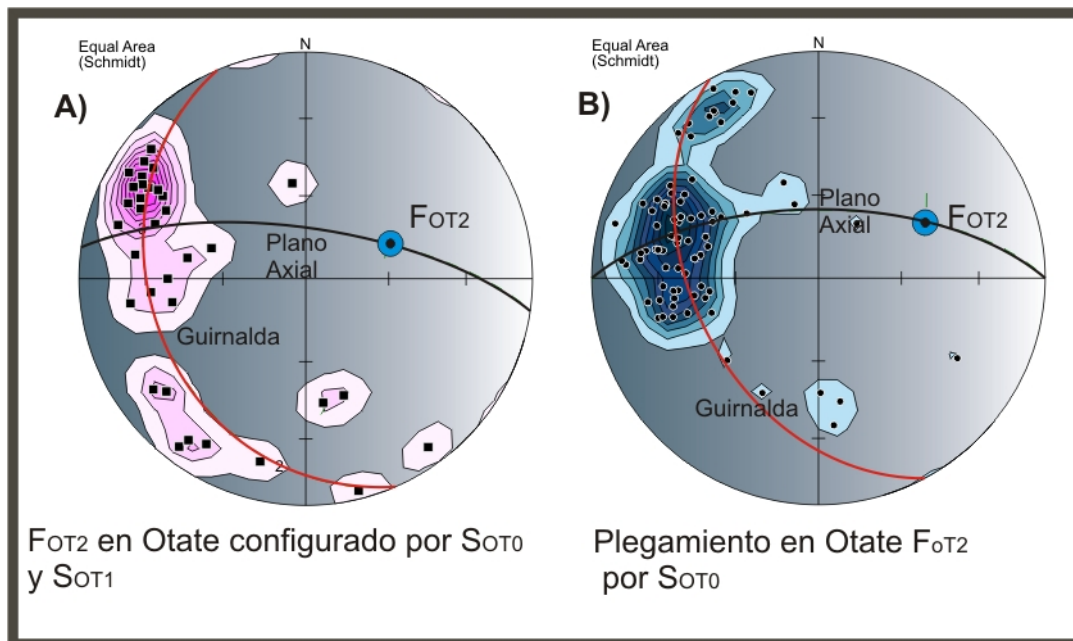 Equal Area
(Schmidt)
N
A)
FOT2
Plano
Axial
Guirnalda
2
FOT2 en Otate configurado por SOT0
y SOT1
Equal Area
(Schmidt)
N
B)
Plano
Axial
FOT2
Guirnalda
Plegamiento en Otate FoT2
por SOT0